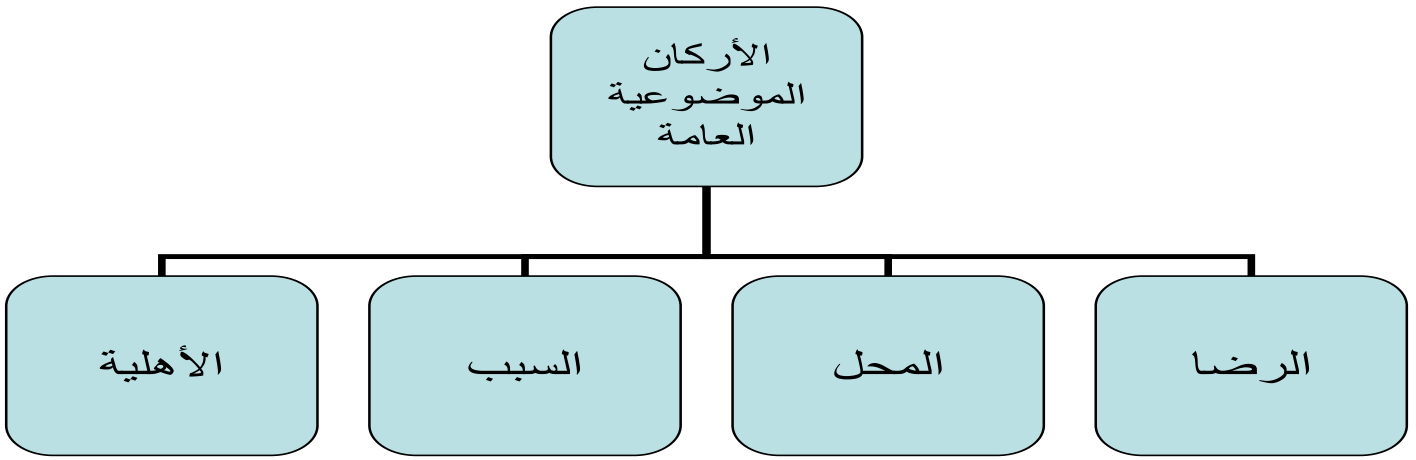 الأركان
الموضوعية
العامة
الرضا
المحل
السبب
الأهلية